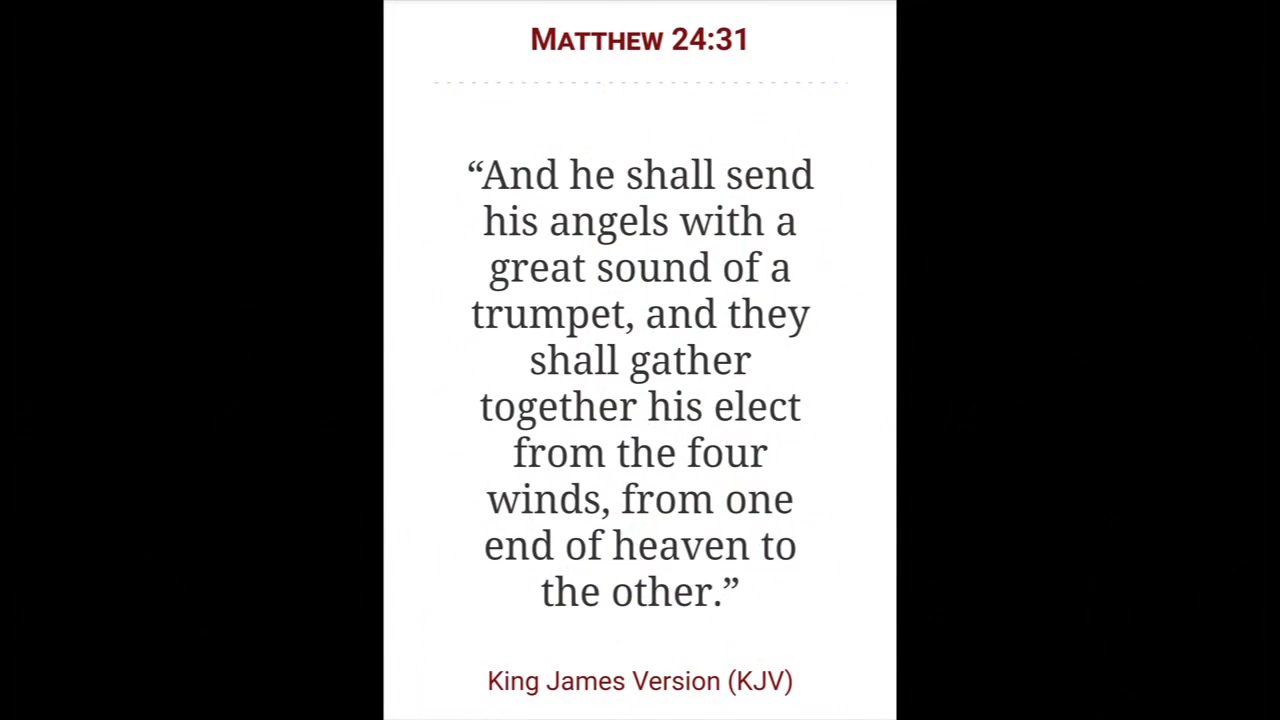 MATTHEW 24:31
“And he shall send
his angels with a
great sound of a
trumpet, and they
shall gather
together his elect
from the four
winds, from one
end of heaven to
the other.”
King James Version (KJV)